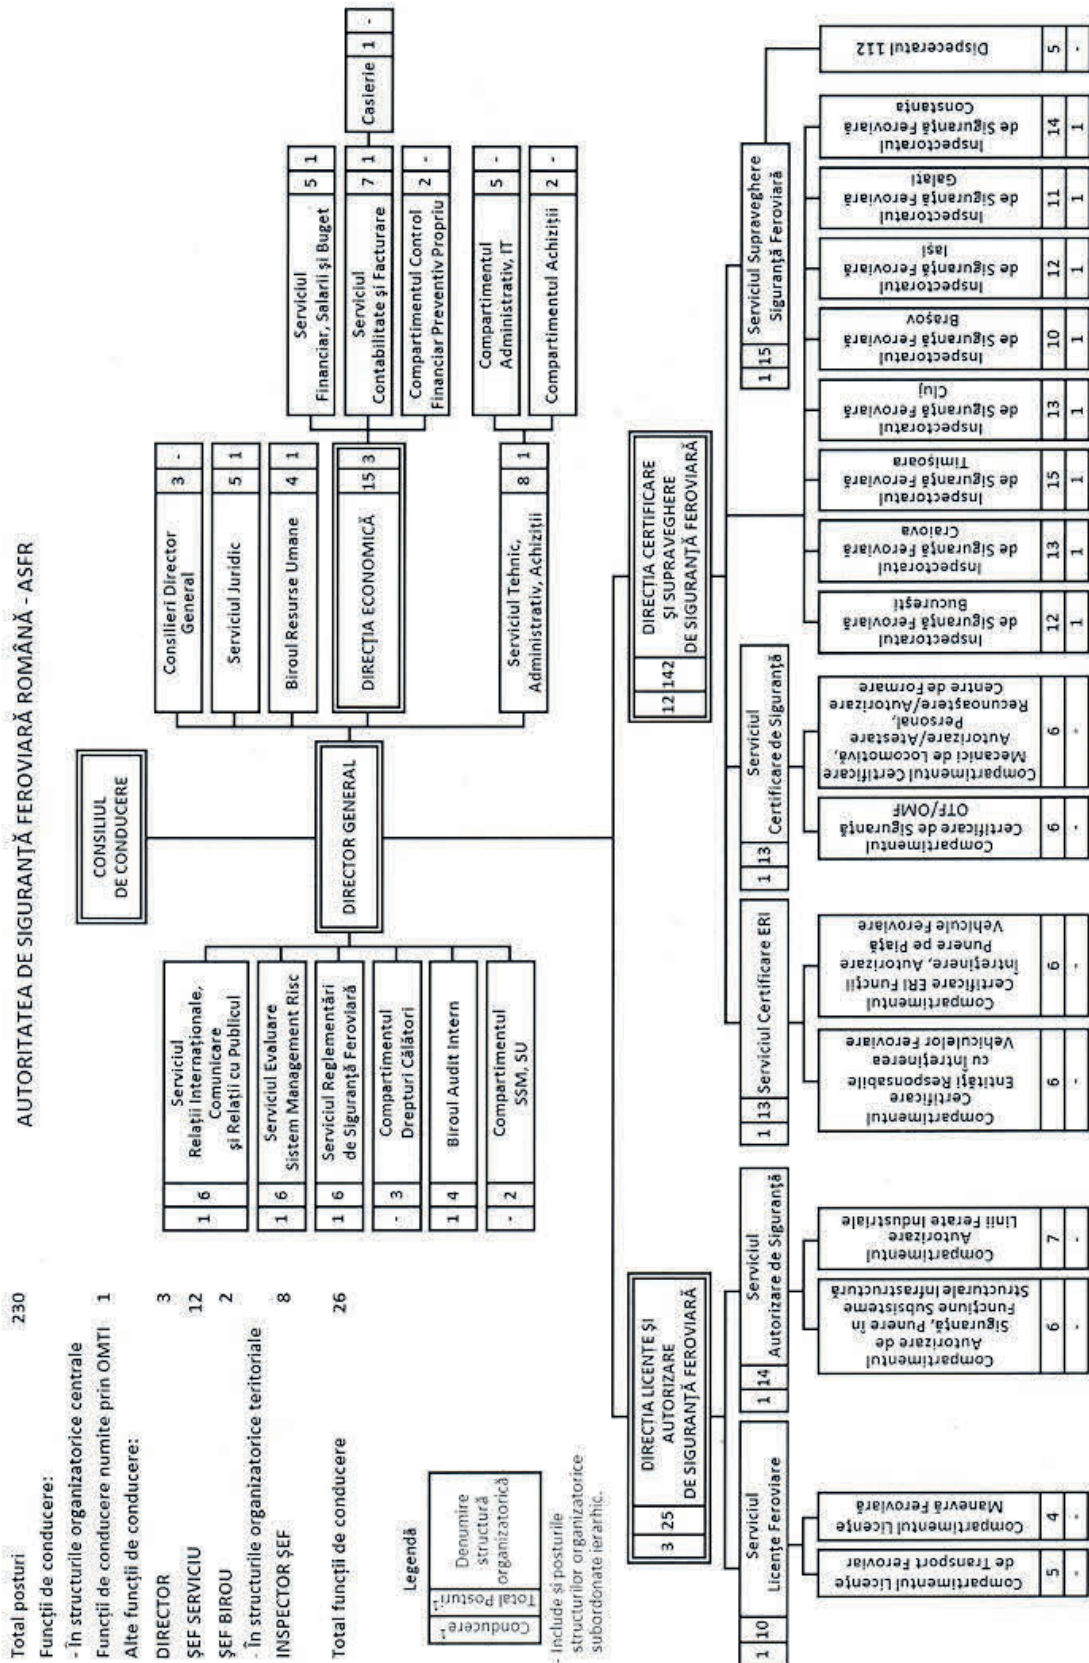 AUTORITATEA DE SIGURANȚĂ FEROVIARĂ ROMÂNĂ - ASFR
Total posturi 230
Funcții de conducere:
- În structurile organizatorice centrale
Funcții de conducere numite prin OMTI 1
Alte funcții de conducere:
DIRECTOR 3
ȘEF SERVICIU 12
ȘEF BIROU 2
- În structurile organizatorice teritoriale
INSPECTOR ȘEF 8
Total funcții de conducere 26
Legendă
Conducere¹
Total Posturi¹
Denumire
structură
organizatorică
- Include și posturile
structurilor organizatorice
subordonate ierarhic.
CONSILIUL
DE CONDUCERE
DIRECTOR GENERAL
1 6
Serviciul
Relații Internaționale,
Comunicare
și Relații cu Publicul
1 6
Serviciul Evaluare
Sistem Management Risc
1 6
Serviciul Reglementări
de Siguranță Feroviară
- 3
Compartimentul
Drepturi Călători
1 4
Biroul Audit Intern
- 2
Compartimentul
SSM, SU
Consilieri Director
General
3 -
Serviciul Juridic
5 1
Biroul Resurse Umane
4 1
DIRECȚIA ECONOMICĂ
15 3
Serviciul Tehnic,
Administrativ, Achiziții
8 1
Serviciul
Financiar, Salarii și Buget
5 1
Serviciul
Contabilitate și Facturare
7 1
Casierie
1 -
Compartimentul Control
Financiar Preventiv Propriu
2 -
Compartimentul
Administrativ, IT
5 -
Compartimentul Achiziții
2 -
3 25
DIRECȚIA LICENȚE ȘI
AUTORIZARE
DE SIGURANȚĂ FEROVIARĂ
1 10
Serviciul
Licențe Feroviare
Compartimentul Licențe
de Transport Feroviar
5 -
Compartimentul Licențe
Manevră Feroviară
4 -
1 14
Serviciul
Autorizare de Siguranță
Compartimentul
Autorizare de
Siguranță, Punere în
Funcțiune Subsisteme
Structurale Infrastructură
6 -
Compartimentul
Autorizare
Linii Ferate Industriale
7 -
12 142
DIRECȚIA CERTIFICARE
ȘI SUPRAVEGHERE
DE SIGURANȚĂ FEROVIARĂ
1 13
Serviciul Certificare ERI
Compartimentul
Certificare
Entități Responsabile
cu Întreținerea
Vehiculelor Feroviare
6 -
Compartimentul
Certificare ERI Funcții
Întreținere, Autorizare
Punere pe Piață
Vehicule Feroviare
6 -
1 13
Serviciul
Certificare de Siguranță
Compartimentul
Certificare de Siguranță
OTF/OMF
6 -
Compartimentul Certificare
Mecanici de Locomotivă,
Autorizare/Atestare
Personal,
Recunoaștere/Autorizare
Centre de Formare
6 -
1 15
Serviciul Supraveghere
Siguranță Feroviară
Inspectoratul
de Siguranță Feroviară
București
12 1
Inspectoratul
de Siguranță Feroviară
Craiova
13 1
Inspectoratul
de Siguranță Feroviară
Timișoara
15 1
Inspectoratul
de Siguranță Feroviară
Cluj
13 1
Inspectoratul
de Siguranță Feroviară
Brașov
10 1
Inspectoratul
de Siguranță Feroviară
Iași
12 1
Inspectoratul
de Siguranță Feroviară
Galați
11 1
Inspectoratul
de Siguranță Feroviară
Constanța
14 1
Dispeceratul 112
5 -